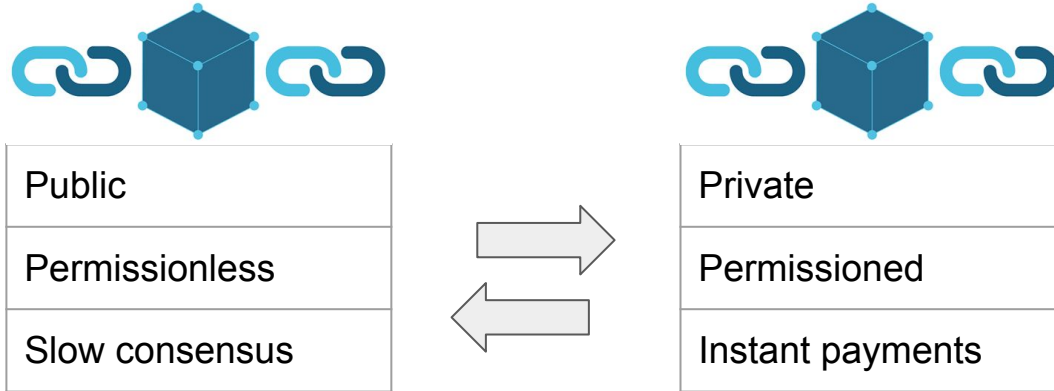 Public
Permissionless
Slow consensus
Private
Permissioned
Instant payments